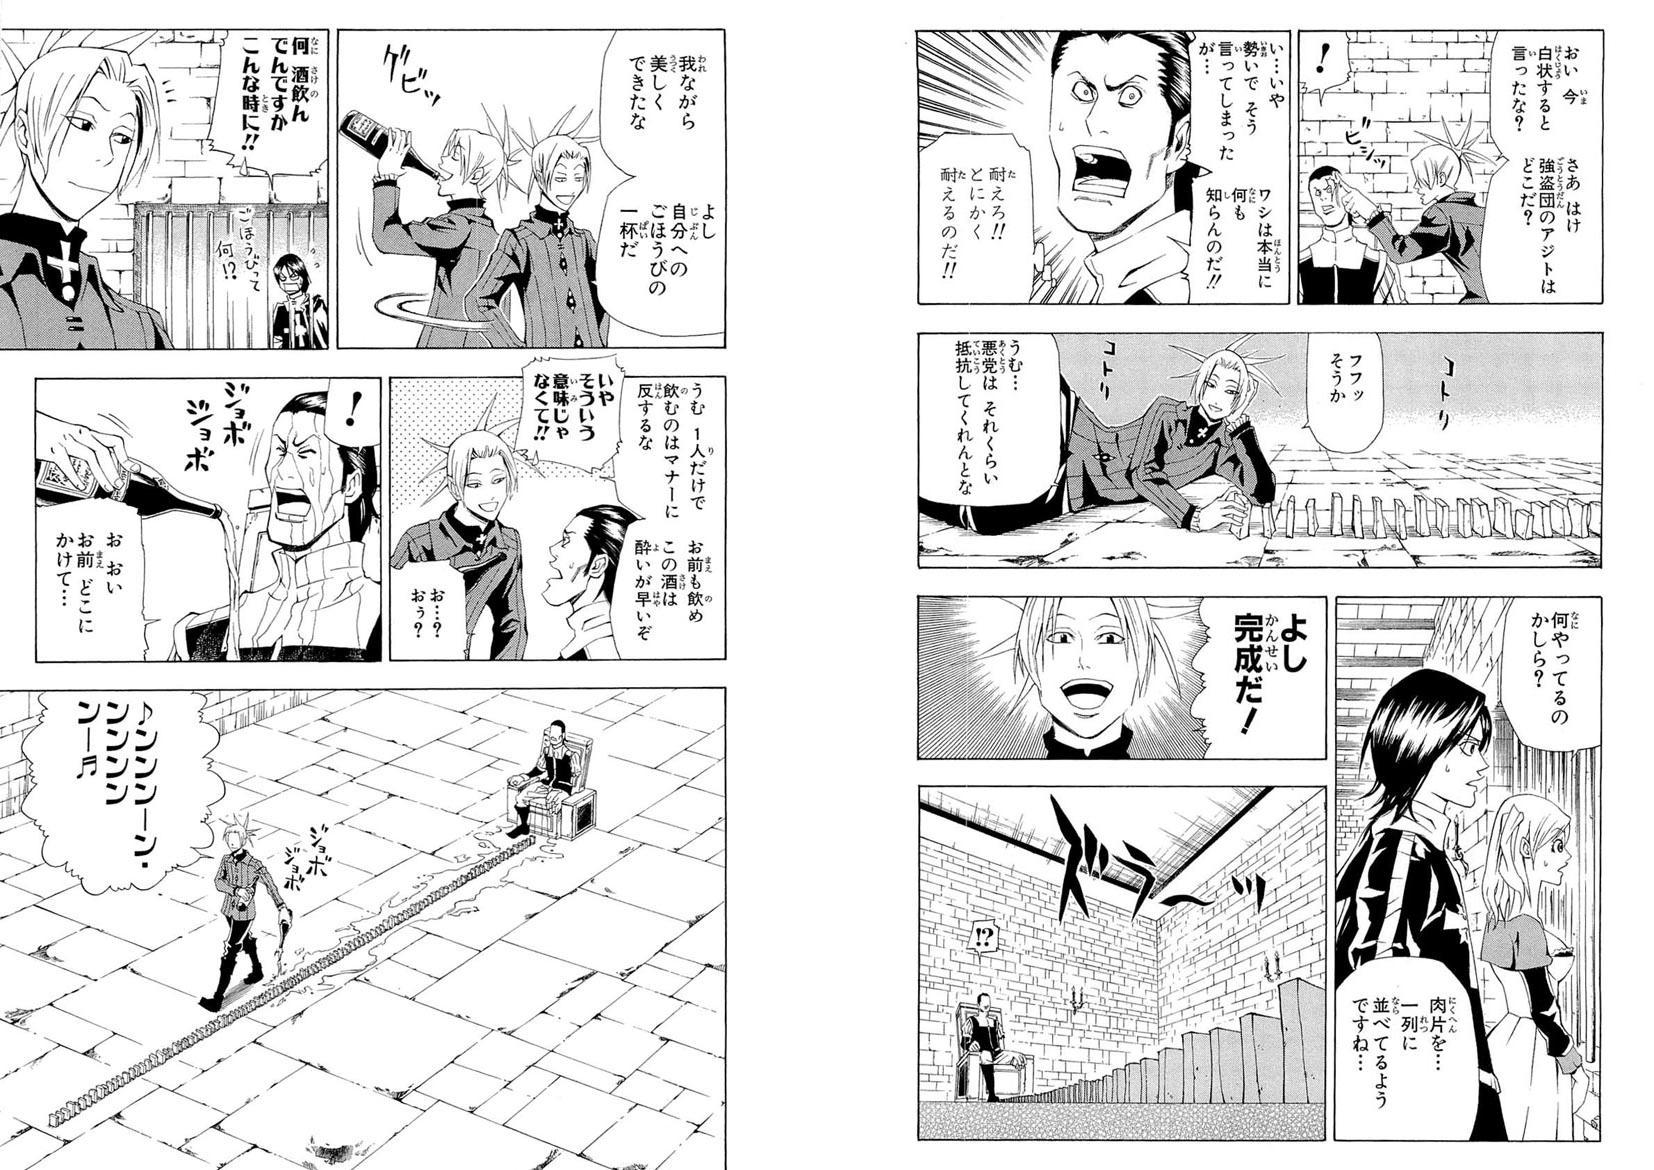 おい 今
白状すると
言ったな?
さあ はけ
強盗団のアジトは
どこだ?
!
ビシッ
い…いや
勢いで そう
言ってしまった
が…
ワシは本当に
何も
知らんのだ!!
耐えろ!!
とにかく
耐えるのだ!!
フフッ
そうか
コトリ
コトリ
うむ…
悪党は それくらい
抵抗してくれんとな
何やってるの
かしら?
肉片を…
一列に
並べてるよう
ですね…
よし
完成だ!
ズラ〜ッ
!?
我ながら
美しく
できたな
よし
自分への
ごほうびの
一杯だ
ゲビッ
何 酒飲ん
でんですか
こんな時に!!
ごほうびって
何!?
うむ 1人だけで
飲むのはマナーに
反するな
お前も飲め
この酒は
酔いが早いぞ
いや
そういう
意味じゃ
なくて!!
お…?
おぅ?
!
ジョボ
ジョボ
お おい
お前 どこに
かけて…
ジョボ
ジョボ
♪ンンンーン・
ンンンン
ンー♬